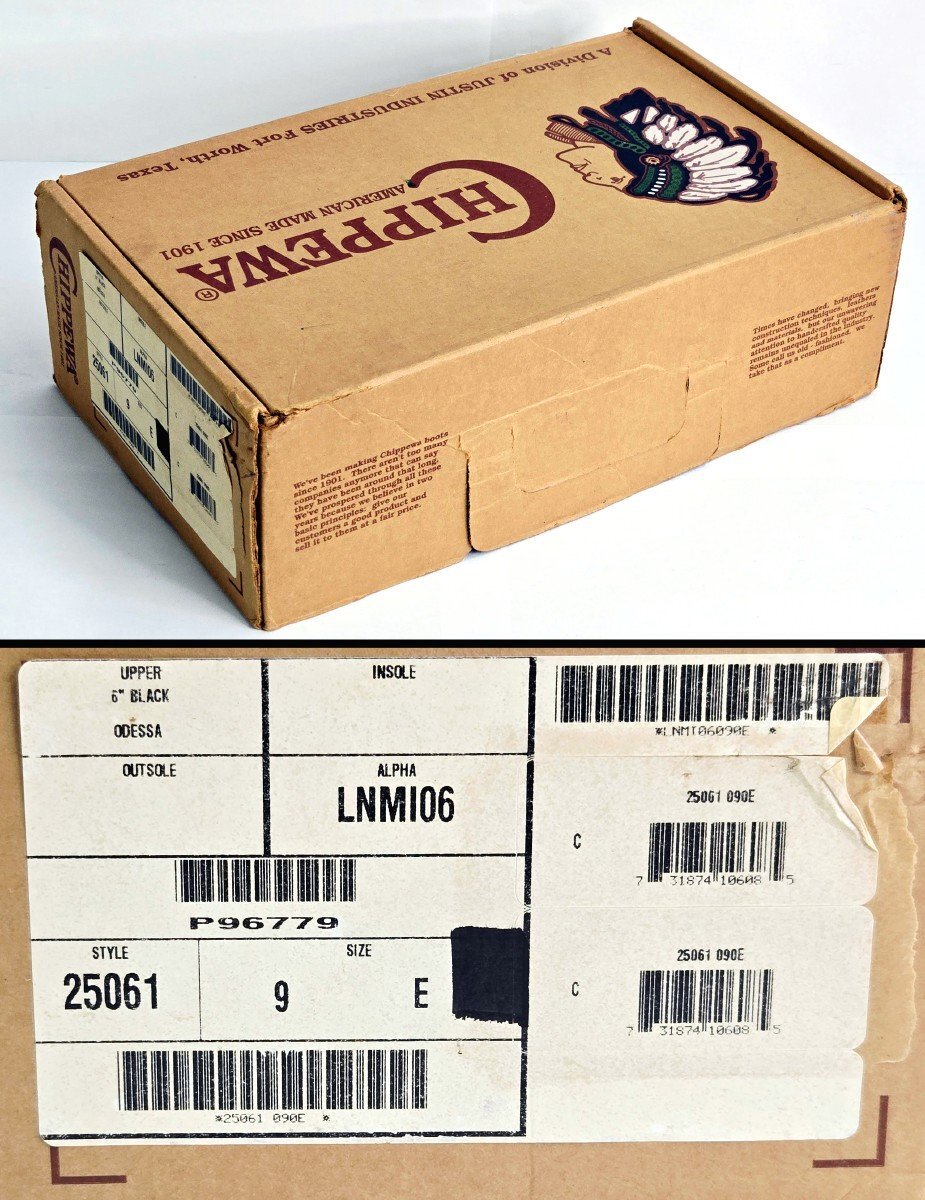 A Division of JUSTIN INDUSTRIES Fort Worth, Texas
CHIPPEWA®
AMERICAN MADE SINCE 1901
CHIPPEWA®
LNMI06
P96779
25061
9
E
We've been making Chippewa boots
since 1901. There aren't too many
companies anymore that can say
they have been around that long.
We've prospered through all these
years because we believe in two
basic principles: give our
customers a good product and
sell it to them at a fair price.
Times have changed, bringing new
construction techniques, leathers
and materials, but our unwavering
attention to handcrafted quality
remains unequaled in the industry.
Some call us old - fashioned, we
take that as a compliment.
UPPER
6" BLACK
ODESSA
INSOLE
OUTSOLE
ALPHA
LNMI06
P96779
STYLE
25061
SIZE
9 E
*25061 090E *
*LNMI06090E *
25061 090E
C
7 31874 10608 5
25061 090E
C
7 31874 10608 5